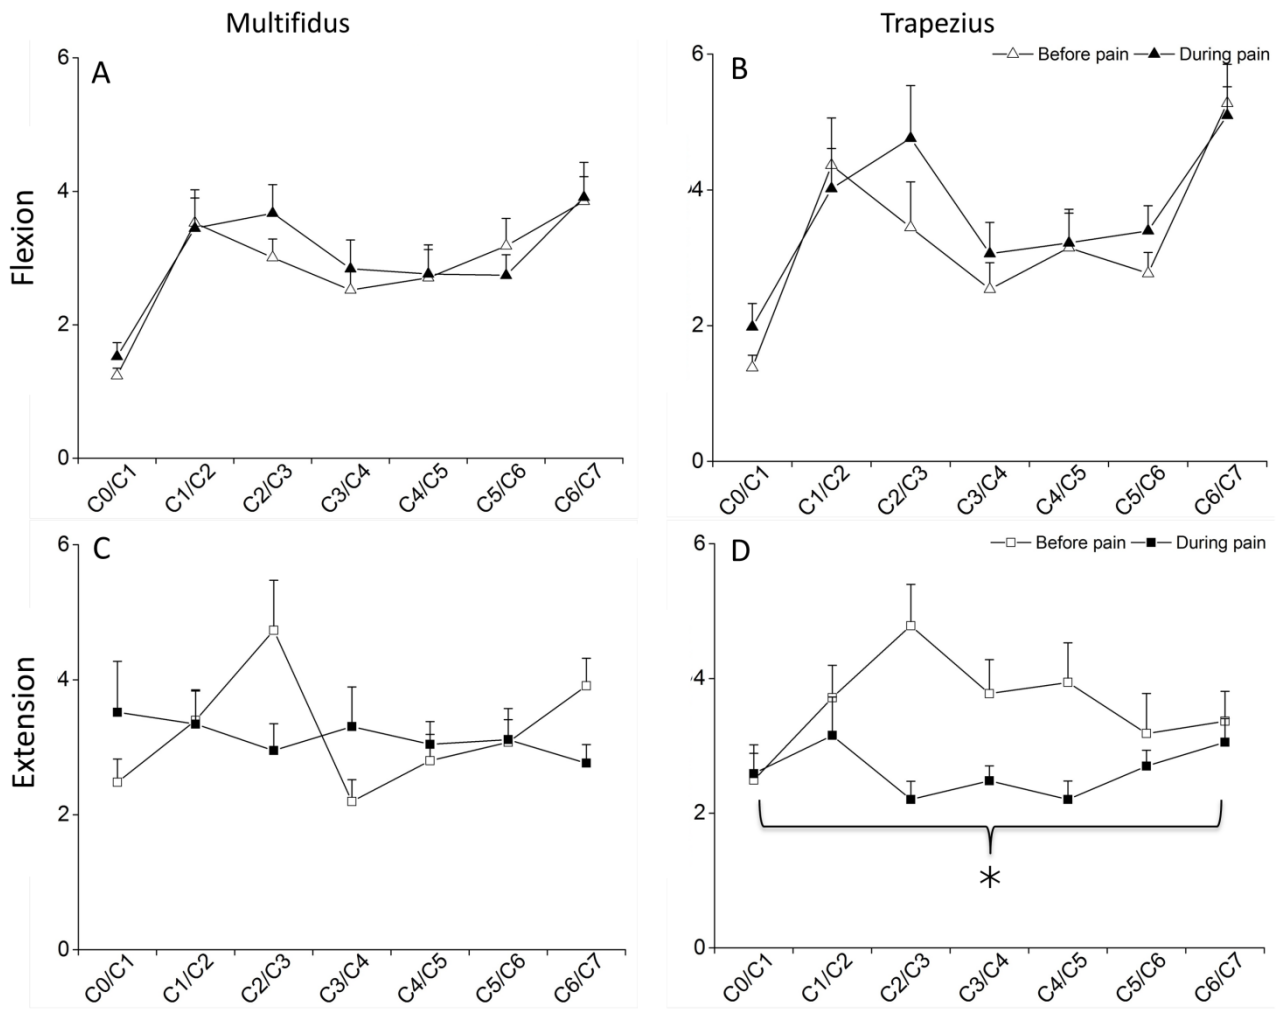 Multifidus
Trapezius
Flexion
Extension
A
6
4
2
0
C0/C1
C1/C2
C2/C3
C3/C4
C4/C5
C5/C6
C6/C7
B
Before pain
During pain
6
4
2
0
C0/C1
C1/C2
C2/C3
C3/C4
C4/C5
C5/C6
C6/C7
C
6
4
2
0
C0/C1
C1/C2
C2/C3
C3/C4
C4/C5
C5/C6
C6/C7
D
Before pain
During pain
6
4
2
0
*
C0/C1
C1/C2
C2/C3
C3/C4
C4/C5
C5/C6
C6/C7